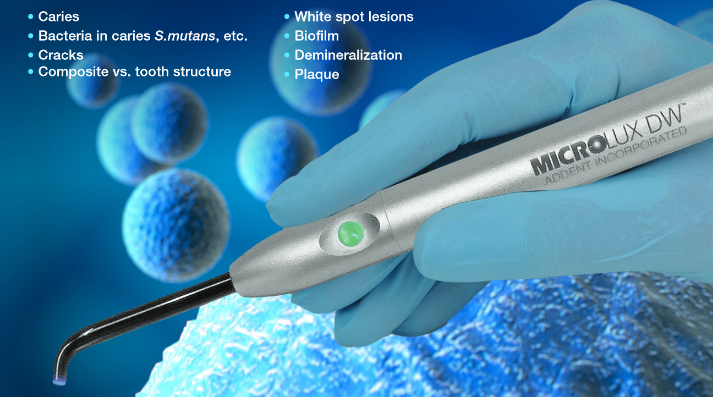 • Caries
• Bacteria in caries S.mutans, etc.
• Cracks
• Composite vs. tooth structure
• White spot lesions
• Biofilm
• Demineralization
• Plaque
MICROLUX DW™
ADDENT INCORPORATED